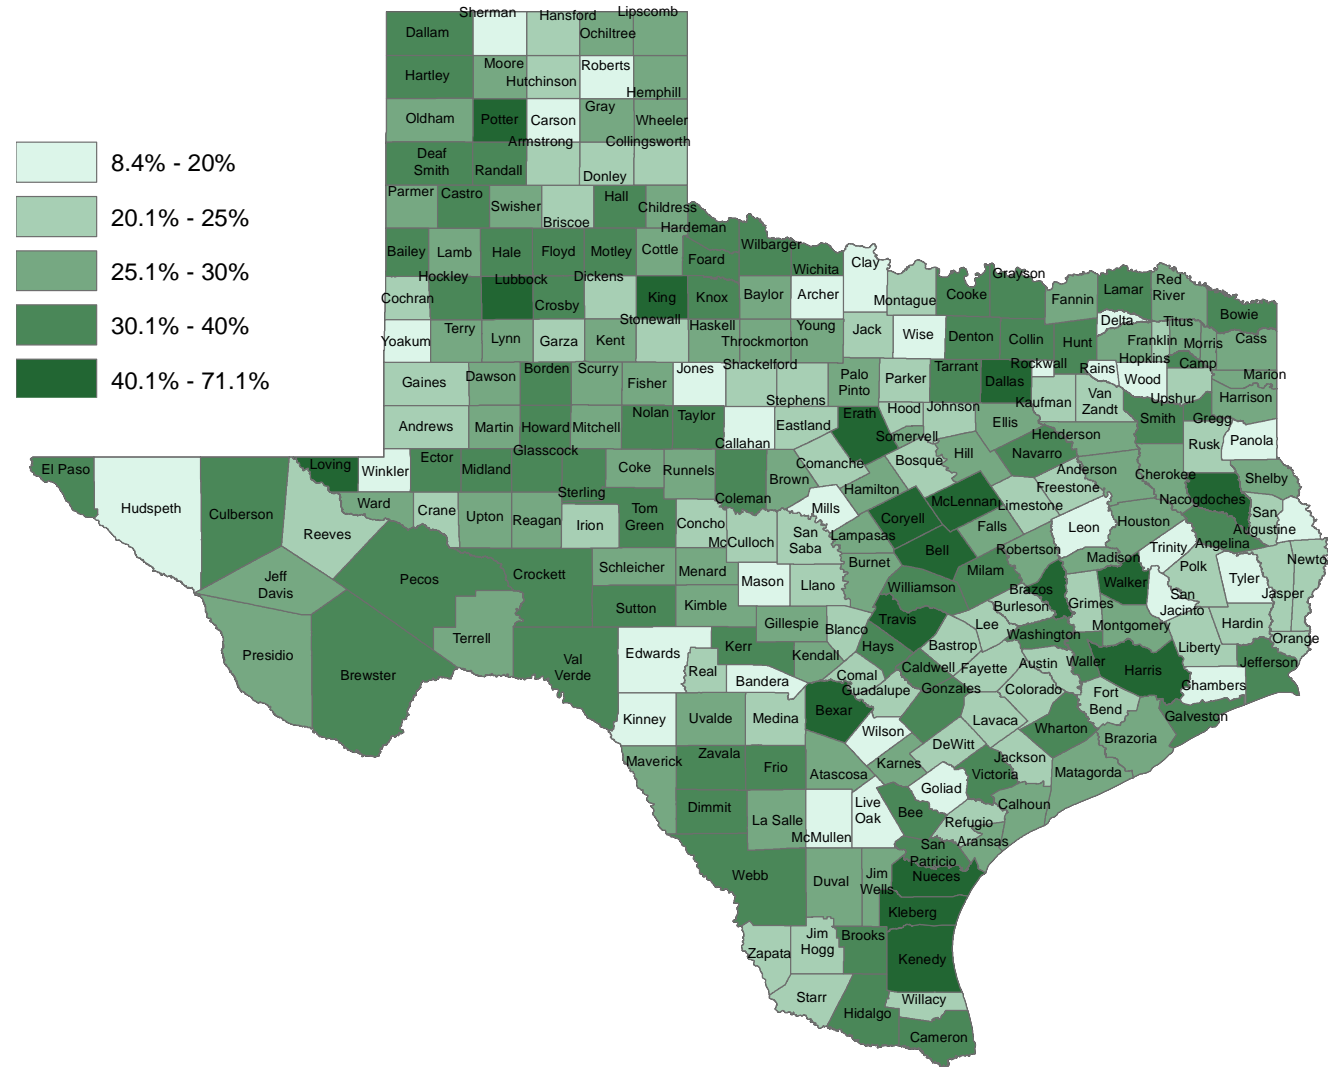 Sherman
Hansford
Lipscomb
Dallam
Ochiltree
Hartley
Moore
Hutchinson
Roberts
Hemphill
Oldham
Potter
Carson
Gray
Wheeler
8.4% - 20%
20.1% - 25%
25.1% - 30%
30.1% - 40%
40.1% - 71.1%
Deaf
Smith
Randall
Armstrong
Donley
Collingsworth
Parmer
Castro
Swisher
Briscoe
Hall
Childress
Hardeman
Bailey
Lamb
Hale
Floyd
Motley
Cottle
Foard
Wilbarger
Wichita
Clay
Cochran
Hockley
Lubbock
Crosby
Dickens
King
Knox
Baylor
Archer
Montague
Cooke
Grayson
Fannin
Lamar
Red
River
Bowie
Yoakum
Terry
Lynn
Garza
Kent
Stonewall
Haskell
Throckmorton
Young
Jack
Wise
Denton
Collin
Hunt
Delta
Franklin
Titus
Morris
Cass
Hopkins
Camp
Marion
Gaines
Dawson
Borden
Scurry
Fisher
Jones
Shackelford
Stephens
Palo
Pinto
Parker
Tarrant
Dallas
Rockwall
Kaufman
Rains
Wood
Van
Zandt
Upshur
Gregg
Harrison
Andrews
Martin
Howard
Mitchell
Nolan
Taylor
Callahan
Eastland
Erath
Hood
Somervell
Johnson
Ellis
Henderson
Smith
Rusk
Panola
El Paso
Hudspeth
Culberson
Loving
Winkler
Ector
Midland
Glasscock
Sterling
Coke
Runnels
Coleman
Brown
Comanche
Hamilton
Bosque
Hill
Navarro
Anderson
Freestone
Cherokee
Nacogdoches
Shelby
Reeves
Ward
Crane
Upton
Reagan
Irion
Tom
Green
Concho
McCulloch
San
Saba
Mills
Lampasas
Coryell
McLennan
Limestone
Falls
Leon
Houston
Angelina
San
Augustine
Jeff
Davis
Pecos
Crockett
Schleicher
Menard
Mason
Llano
Burnet
Bell
Williamson
Milam
Robertson
Brazos
Madison
Walker
Trinity
Polk
Tyler
Jasper
Newto
Presidio
Brewster
Terrell
Val
Verde
Sutton
Kimble
Gillespie
Blanco
Travis
Hays
Bastrop
Lee
Burleson
Washington
Grimes
Montgomery
San
Jacinto
Liberty
Hardin
Orange
Jefferson
Edwards
Real
Kerr
Bandera
Kendall
Comal
Guadalupe
Caldwell
Gonzales
Fayette
Austin
Colorado
Waller
Harris
Chambers
Galveston
Kinney
Uvalde
Medina
Bexar
Wilson
DeWitt
Lavaca
Wharton
Fort
Bend
Brazoria
Maverick
Zavala
Frio
Atascosa
Karnes
Goliad
Victoria
Jackson
Matagorda
Calhoun
Dimmit
La Salle
McMullen
Live
Oak
Bee
Refugio
Aransas
San
Patricio
Webb
Duval
Jim
Wells
Nueces
Kleberg
Zapata
Jim
Hogg
Brooks
Kenedy
Starr
Hidalgo
Willacy
Cameron